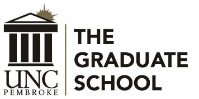 UNC
PEMBROKE
THE
GRADUATE
SCHOOL